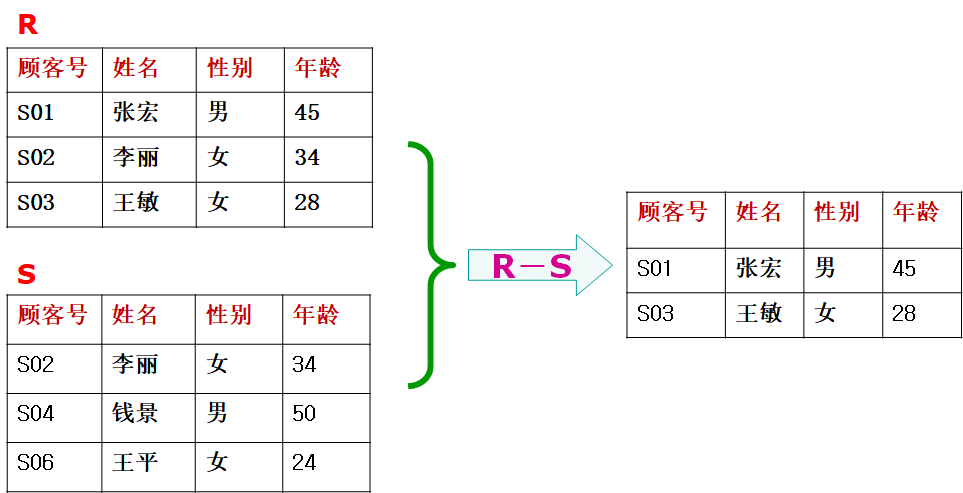 R
顾客号 姓名 性别 年龄
S01 张宏 男 45
S02 李丽 女 34
S03 王敏 女 28
S
顾客号 姓名 性别 年龄
S02 李丽 女 34
S04 钱景 男 50
S06 王平 女 24
R－S
顾客号 姓名 性别 年龄
S01 张宏 男 45
S03 王敏 女 28